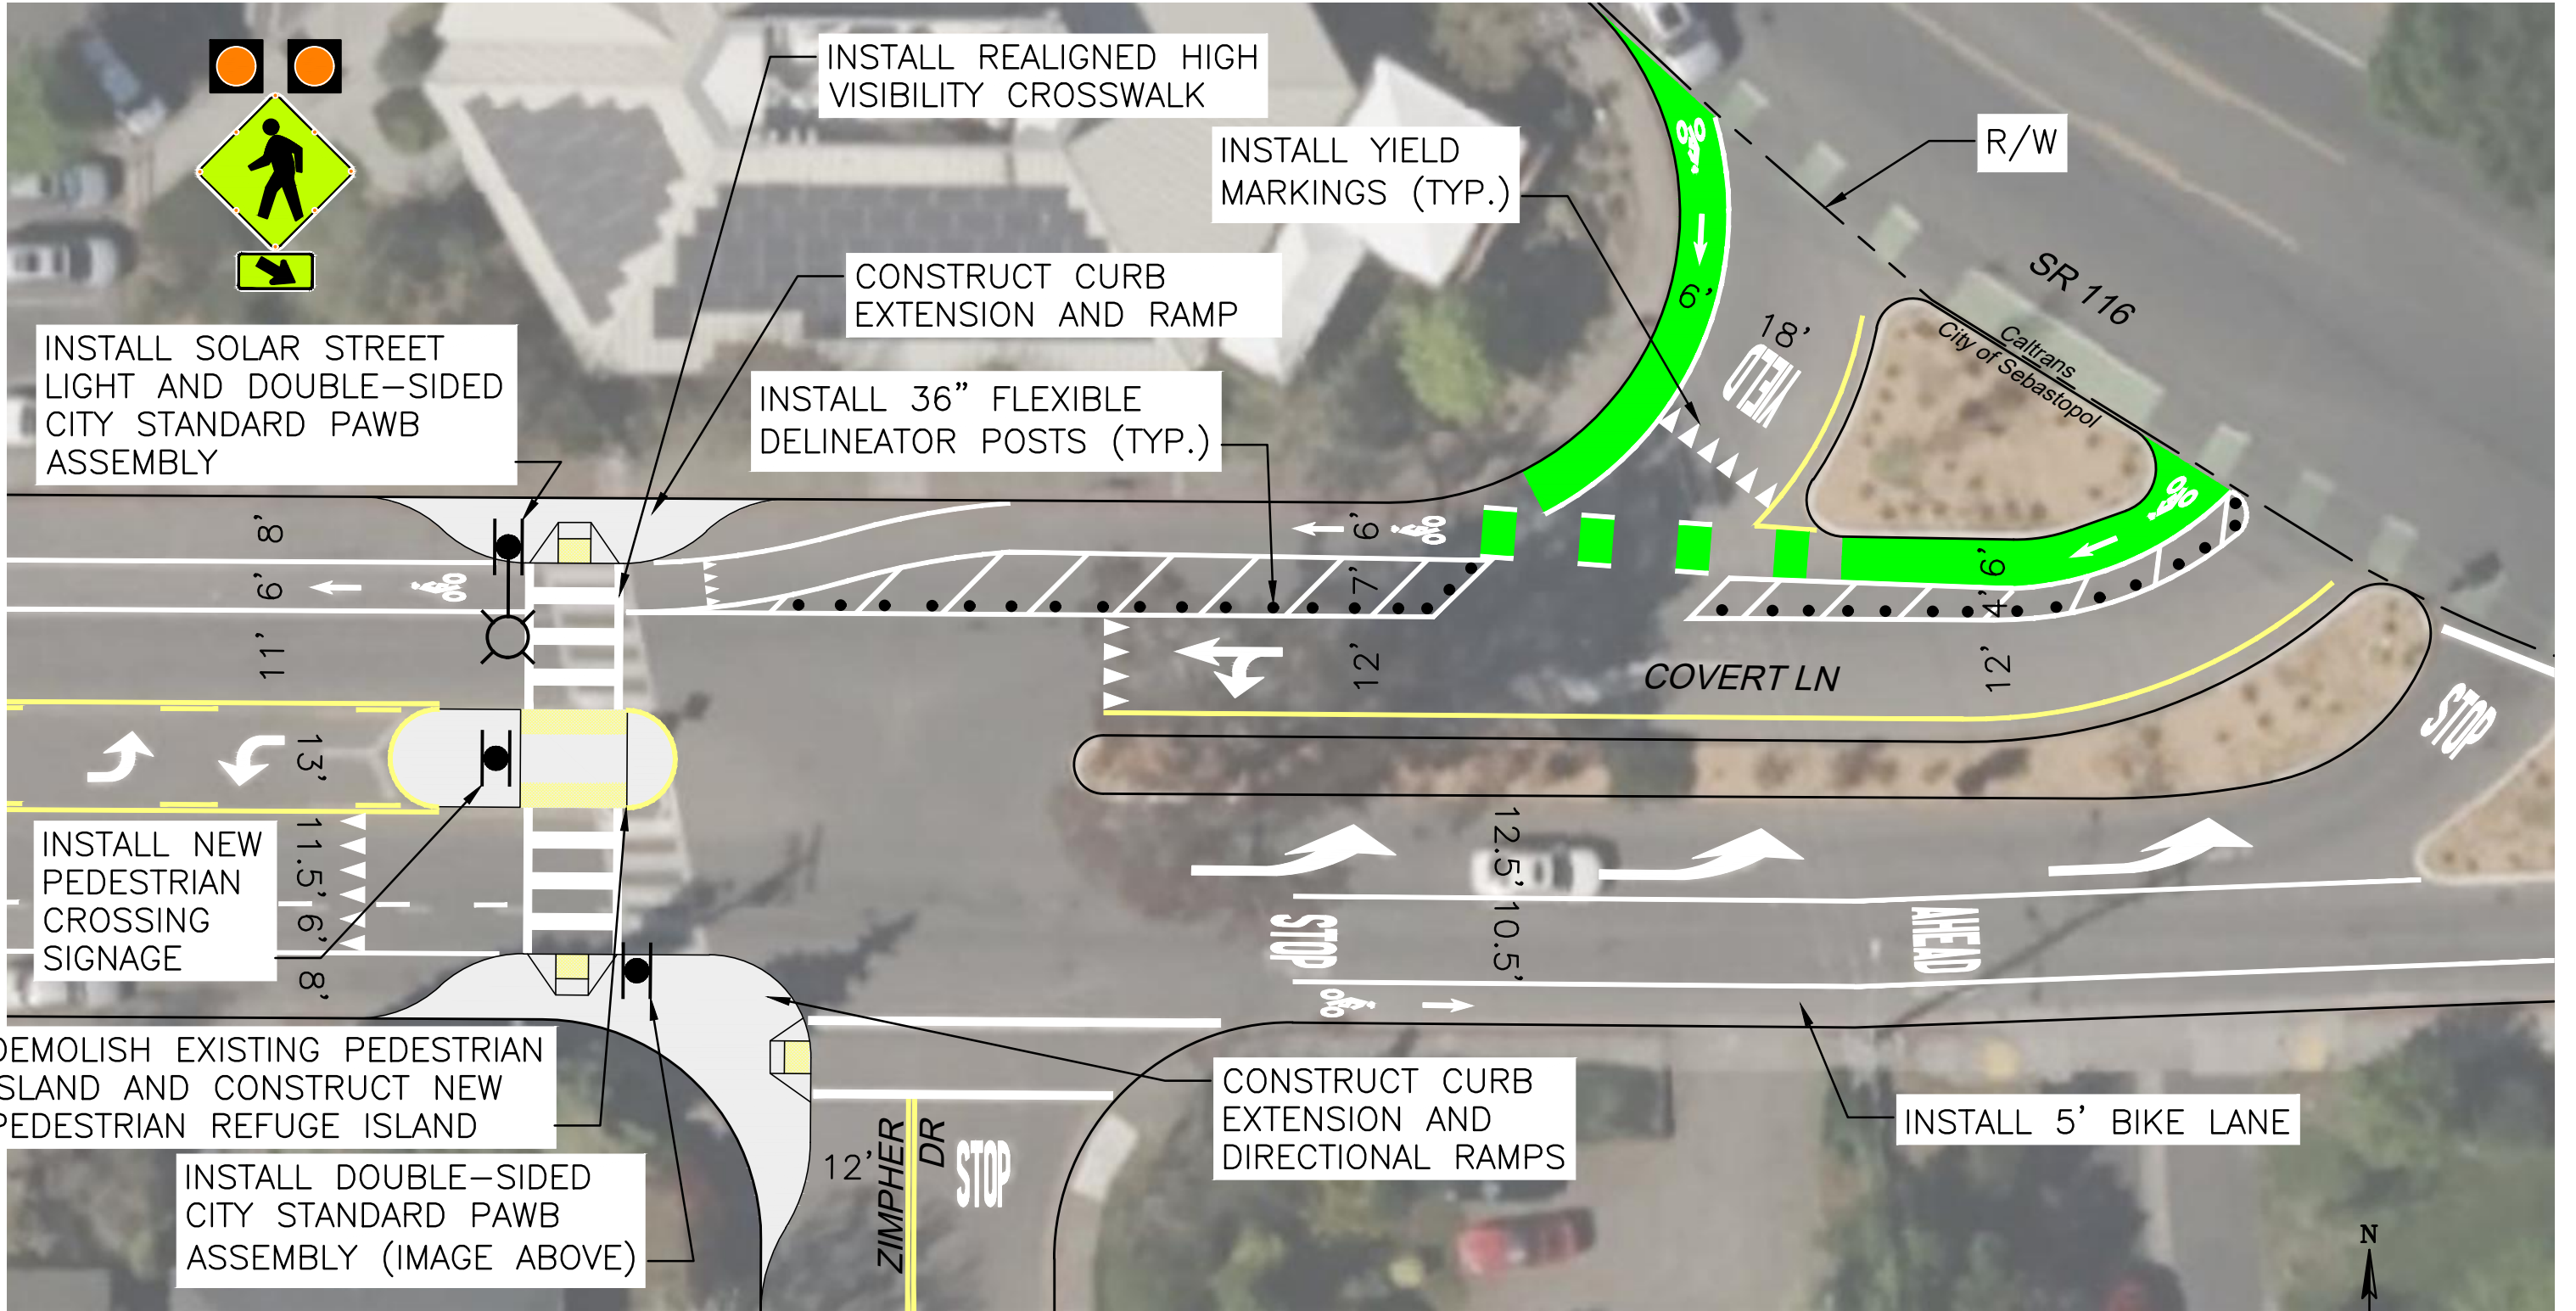 INSTALL REALIGNED HIGH
VISIBILITY CROSSWALK
INSTALL YIELD
MARKINGS (TYP.)
R/W
CONSTRUCT CURB
EXTENSION AND RAMP
SR 116
Caltrans
City of Sebastopol
INSTALL SOLAR STREET
LIGHT AND DOUBLE-SIDED
CITY STANDARD PAWB
ASSEMBLY
INSTALL 36" FLEXIBLE
DELINEATOR POSTS (TYP.)
6'
18'
YIELD
8'
6'
11'
13'
11.5'
6'
8'
6'
7'
12'
6'
4'
12'
COVERT LN
STOP
12.5'
10.5'
STOP
AHEAD
INSTALL NEW
PEDESTRIAN
CROSSING
SIGNAGE
DEMOLISH EXISTING PEDESTRIAN
ISLAND AND CONSTRUCT NEW
PEDESTRIAN REFUGE ISLAND
INSTALL DOUBLE-SIDED
CITY STANDARD PAWB
ASSEMBLY (IMAGE ABOVE)
12'
ZIMPHER
DR
STOP
CONSTRUCT CURB
EXTENSION AND
DIRECTIONAL RAMPS
INSTALL 5' BIKE LANE
N